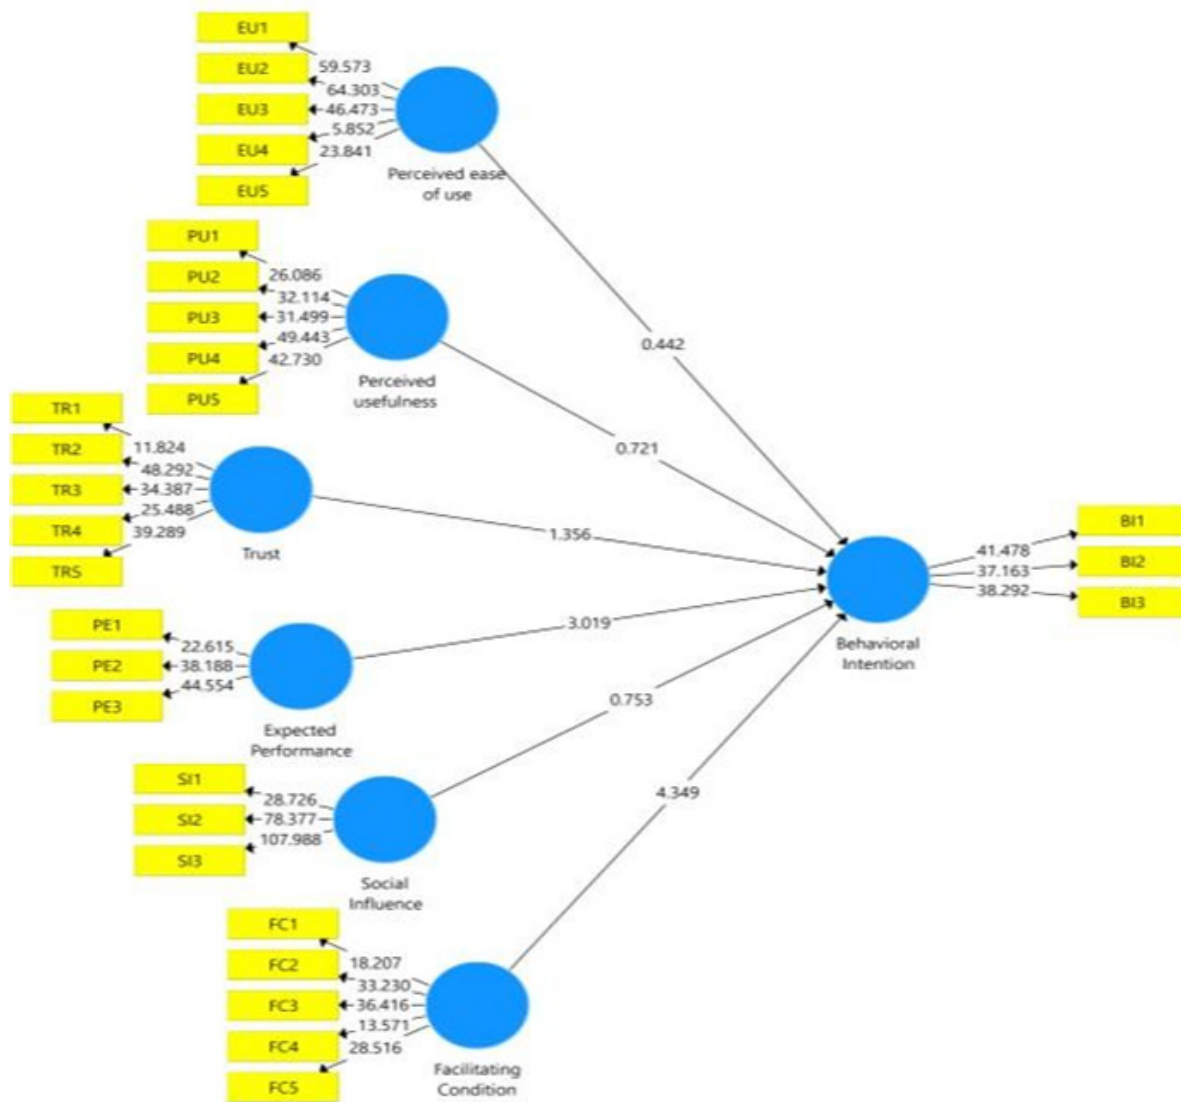 EU1
59.573
EU2
64.303
EU3
46.473
5.852
EU4
23.841
EU5
Perceived ease
of use
0.442
PU1
26.086
PU2
32.114
PU3
31.499
49.443
PU4
42.730
PU5
Perceived
usefulness
0.721
TR1
11.824
TR2
48.292
TR3
34.387
25.488
TR4
39.289
TR5
Trust
1.356
PE1
22.615
PE2
38.188
PE3
44.554
Expected
Performance
3.019
SI1
28.726
SI2
78.377
107.988
SI3
Social
Influence
0.753
FC1
18.207
FC2
33.230
FC3
36.416
13.571
FC4
28.516
FC5
Facilitating
Condition
4.349
Behavioral
Intention
BI1
41.478
BI2
37.163
38.292
BI3